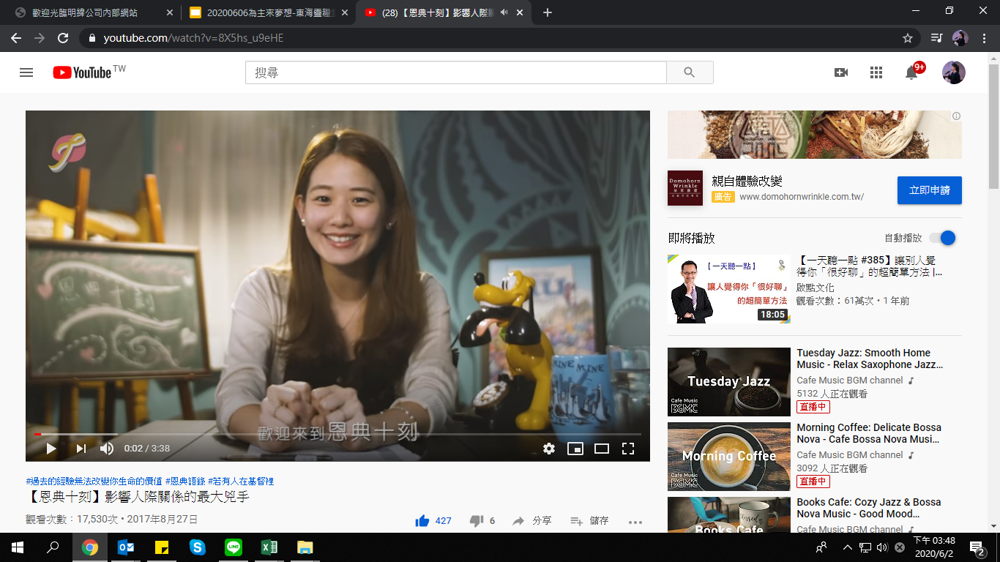 歡迎光臨明緯公司內部網站
20200606為主來夢想-東海靈糧
(28) 【恩典十刻】影響人際關
youtube.com/watch?v=8X5hs_u9eHE
YouTube TW
搜尋
9+
歡迎來到恩典十刻
MINE MINE
0:02 / 3:38
#過去的經驗無法改變你生命的價值 #恩典語錄 #若有人在基督裡
【恩典十刻】影響人際關係的最大兇手
觀看次數：17,530次 • 2017年8月27日
427
6
分享
儲存
Domohorn
Wrinkle
親自體驗改變
廣告 www.domohornwrinkle.com.tw/
立即申請
即將播放
自動播放
【一天聽一點】
讓人覺得你「很好聊」
的超簡單方法
18:05
【一天聽一點 #385】讓別人覺
得你「很好聊」的超簡單方法 |...
啟點文化
觀看次數：61萬次 • 1 年前
Tuesday Jazz
Cafe Music
BGMC
Tuesday Jazz: Smooth Home
Music - Relax Saxophone Jazz...
Cafe Music BGM channel
5132 人正在觀看
直播中
Morning Coffee
Cafe Music
BGMC
Morning Coffee: Delicate Bossa
Nova - Cafe Bossa Nova Musi...
Cafe Music BGM channel
3092 人正在觀看
直播中
Books Cafe
Blessed
Books Cafe: Cozy Jazz & Bossa
Nova Music - Good Mood...
Cafe Music BGM channel
LINE
下午 03:48
2020/6/2
2